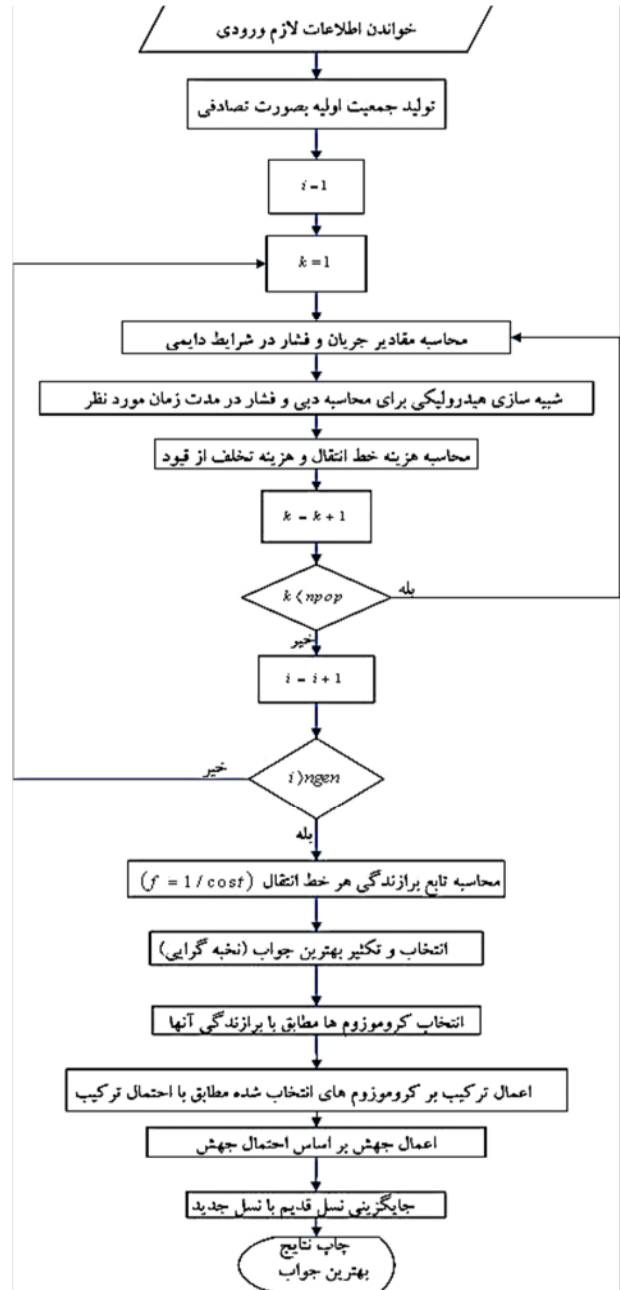 خواندن اطلاعات لازم ورودی
تولید جمعیت اولیه بصورت تصادفی
i=1
k=1
محاسبه مقادیر جریان و فشار در شرایط دایمی
شبیه سازی هیدرولیکی برای محاسبه دبی و فشار در مدت زمان مورد نظر
محاسبه هزینه خط انتقال و هزینه تخلف از قیود
k = k + 1
k ⟨ npop
بله
خیر
i = i + 1
i ⟩ngen
خیر
بله
محاسبه تابع برازندگی هر خط انتقال (f = 1/cost)
انتخاب و تکثیر بهترین جواب (نخبه گرایی)
انتخاب کروموزوم ها مطابق با برازندگی آنها
اعمال ترکیب بر کروموزوم های انتخاب شده مطابق با احتمال ترکیب
اعمال جهش بر اساس احتمال جهش
جایگزینی نسل قدیم با نسل جدید
چاپ نتایج
بهترین جواب